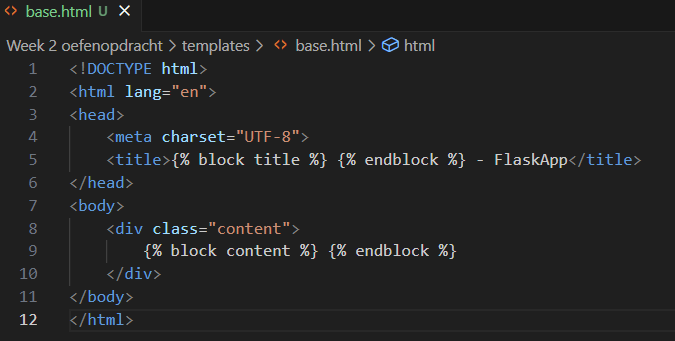 base.html U
Week 2 oefenopdracht > templates > base.html > html
1 <!DOCTYPE html>
2 <html lang="en">
3 <head>
4     <meta charset="UTF-8">
5     <title>{% block title %} {% endblock %} - FlaskApp</title>
6 </head>
7 <body>
8     <div class="content">
9         {% block content %} {% endblock %}
10     </div>
11 </body>
12 </html>